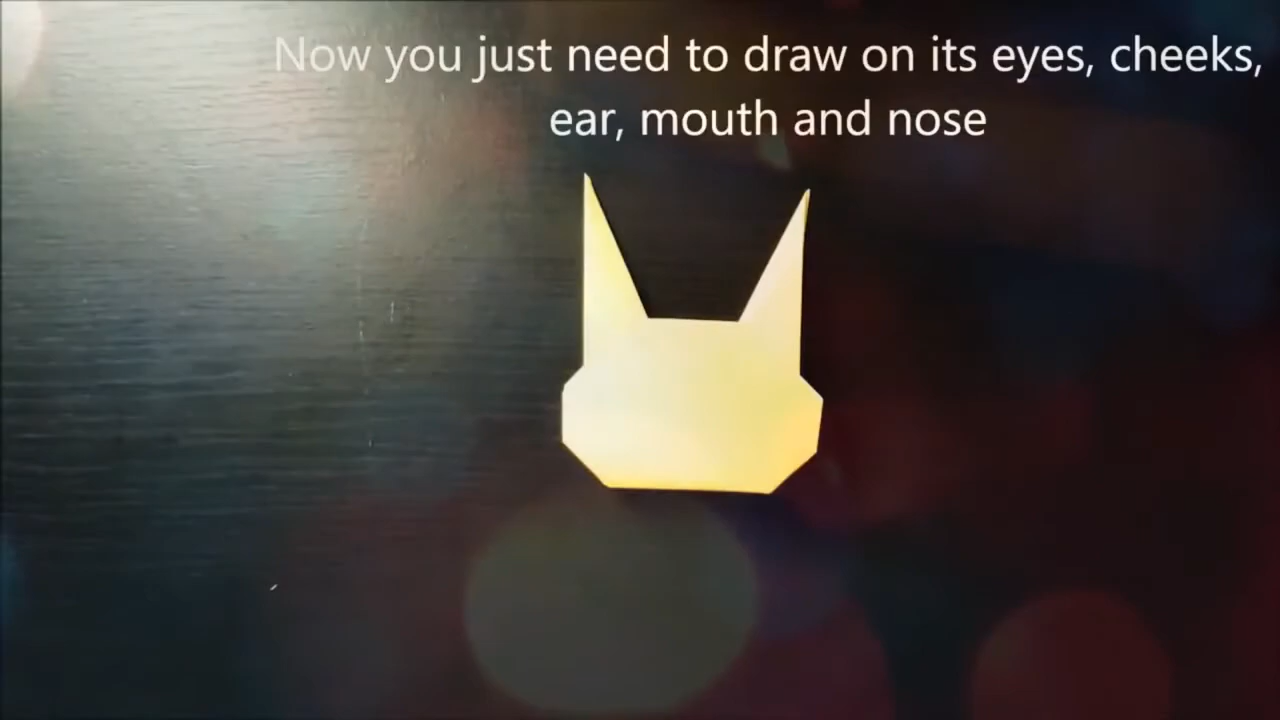 Now you just need to draw on its eyes, cheeks,
ear, mouth and nose